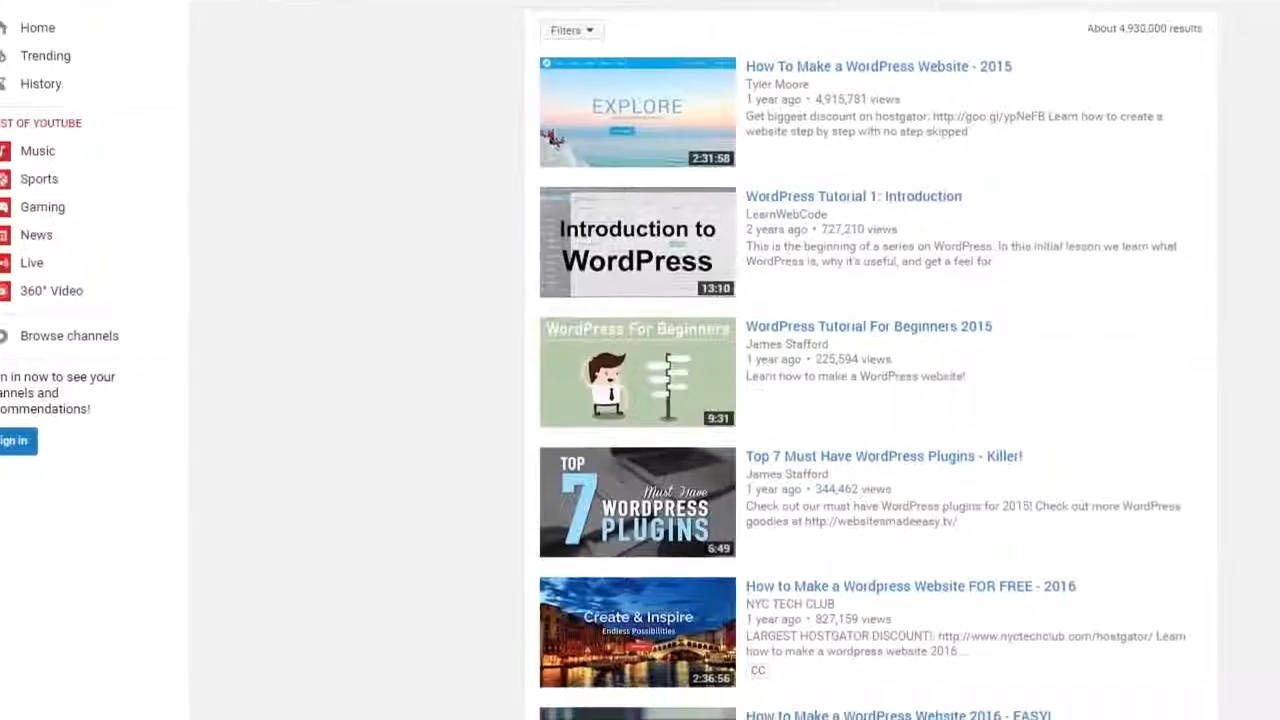 Home
Trending
History
ST OF YOUTUBE
Music
Sports
Gaming
News
Live
360° Video
Browse channels
n in now to see your
annels and
ommendations!
ign in
Filters
About 4,930,000 results
EXPLORE
2:31:58
How To Make a WordPress Website - 2015
Tyler Moore
1 year ago • 4,915,781 views
Get biggest discount on hostgator: http://goo.gl/ypNeFB Learn how to create a
website step by step with no step skipped
Introduction to
WordPress
13:10
WordPress Tutorial 1: Introduction
LearnWebCode
2 years ago • 727,210 views
This is the beginning of a series on WordPress. In this initial lesson we learn what
WordPress is, why it's useful, and get a feel for
WordPress For Beginners
9:31
WordPress Tutorial For Beginners 2015
James Stafford
1 year ago • 225,594 views
Learn how to make a WordPress website!
TOP
7
Must Have
WORDPRESS
PLUGINS
6:49
Top 7 Must Have WordPress Plugins - Killer!
James Stafford
1 year ago • 344,462 views
Check out our must have WordPress plugins for 2015! Check out more WordPress
goodies at http://websitesmadeeasy.tv/
Create & Inspire
Endless Possibilities
2:36:56
How to Make a Wordpress Website FOR FREE - 2016
NYC TECH CLUB
1 year ago • 827,159 views
LARGEST HOSTGATOR DISCOUNT!: http://www.nyctechclub.com/hostgator/ Learn
how to make a wordpress website 2016 ...
CC
How to Make a WordPress Website 2016 - EASY!